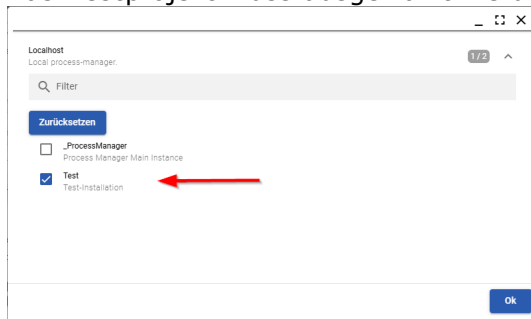 Localhost
Local process-manager.
1 / 2
Filter
Zurücksetzen
_ProcessManager
Process Manager Main Instance
Test
Test-Installation
Ok